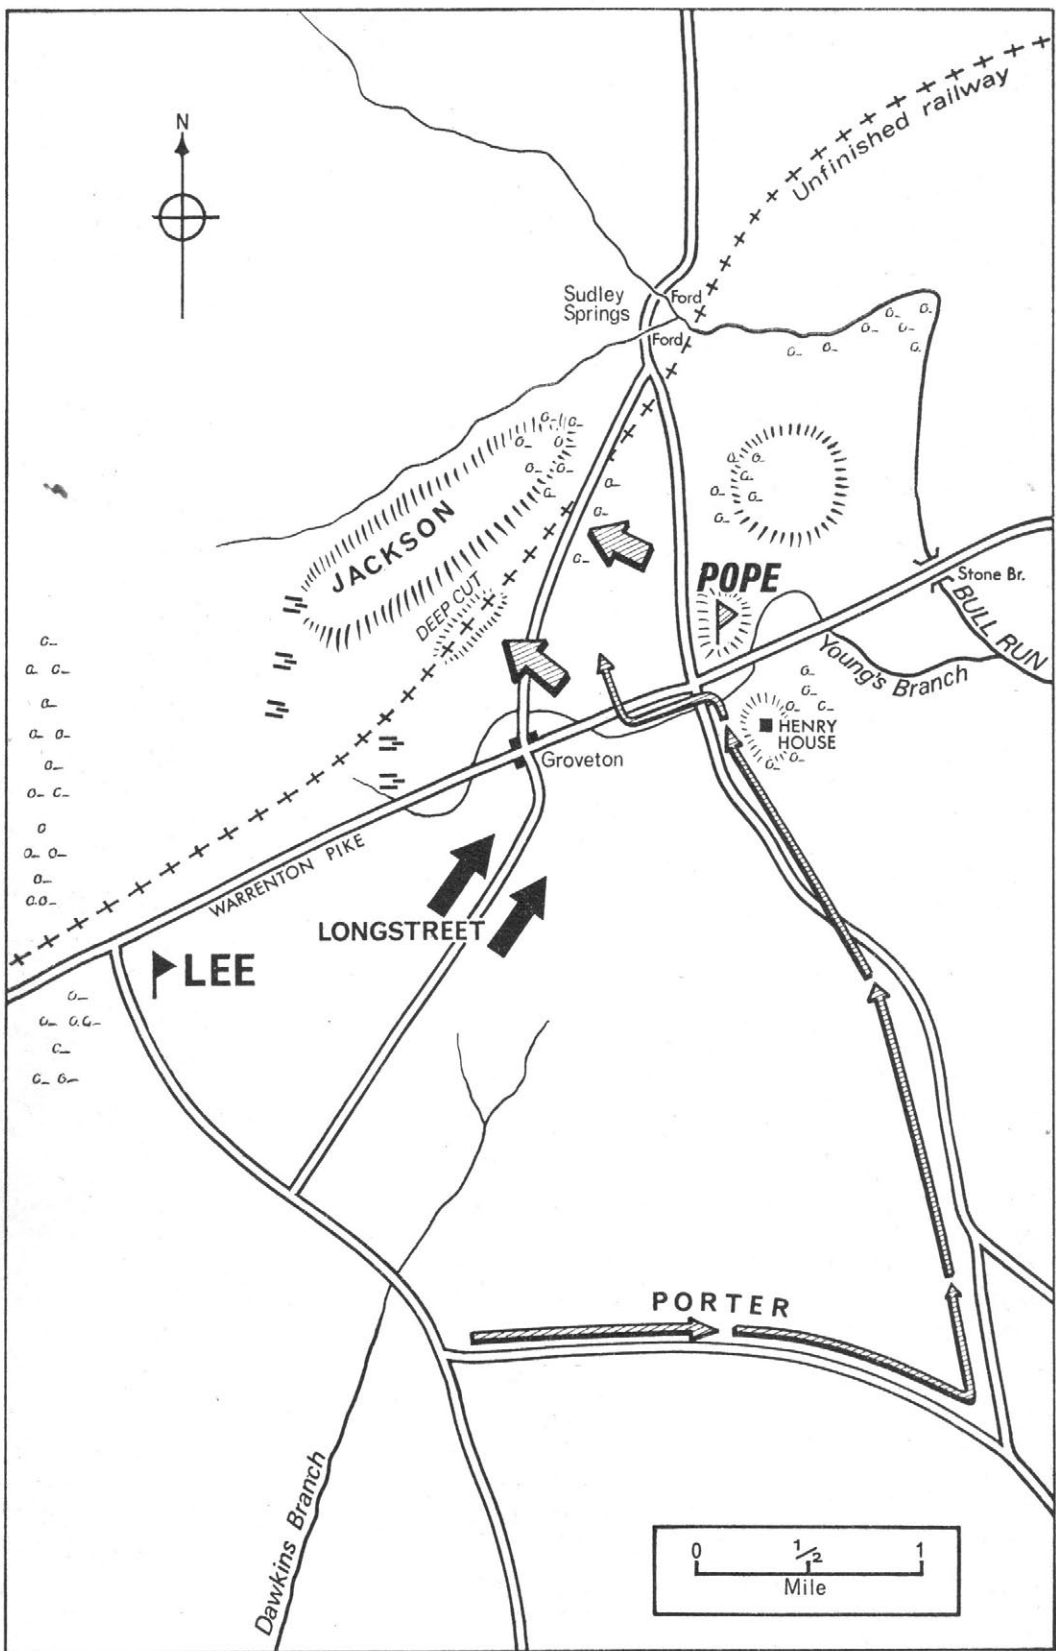 N
Unfinished railway
Sudley
Springs
Ford
Ford
JACKSON
DEEP CUT
POPE
Stone Br.
BULL RUN
Young's Branch
HENRY
HOUSE
Groveton
WARRENTON PIKE
LONGSTREET
LEE
PORTER
Dawkins Branch
0 1/2 1
Mile